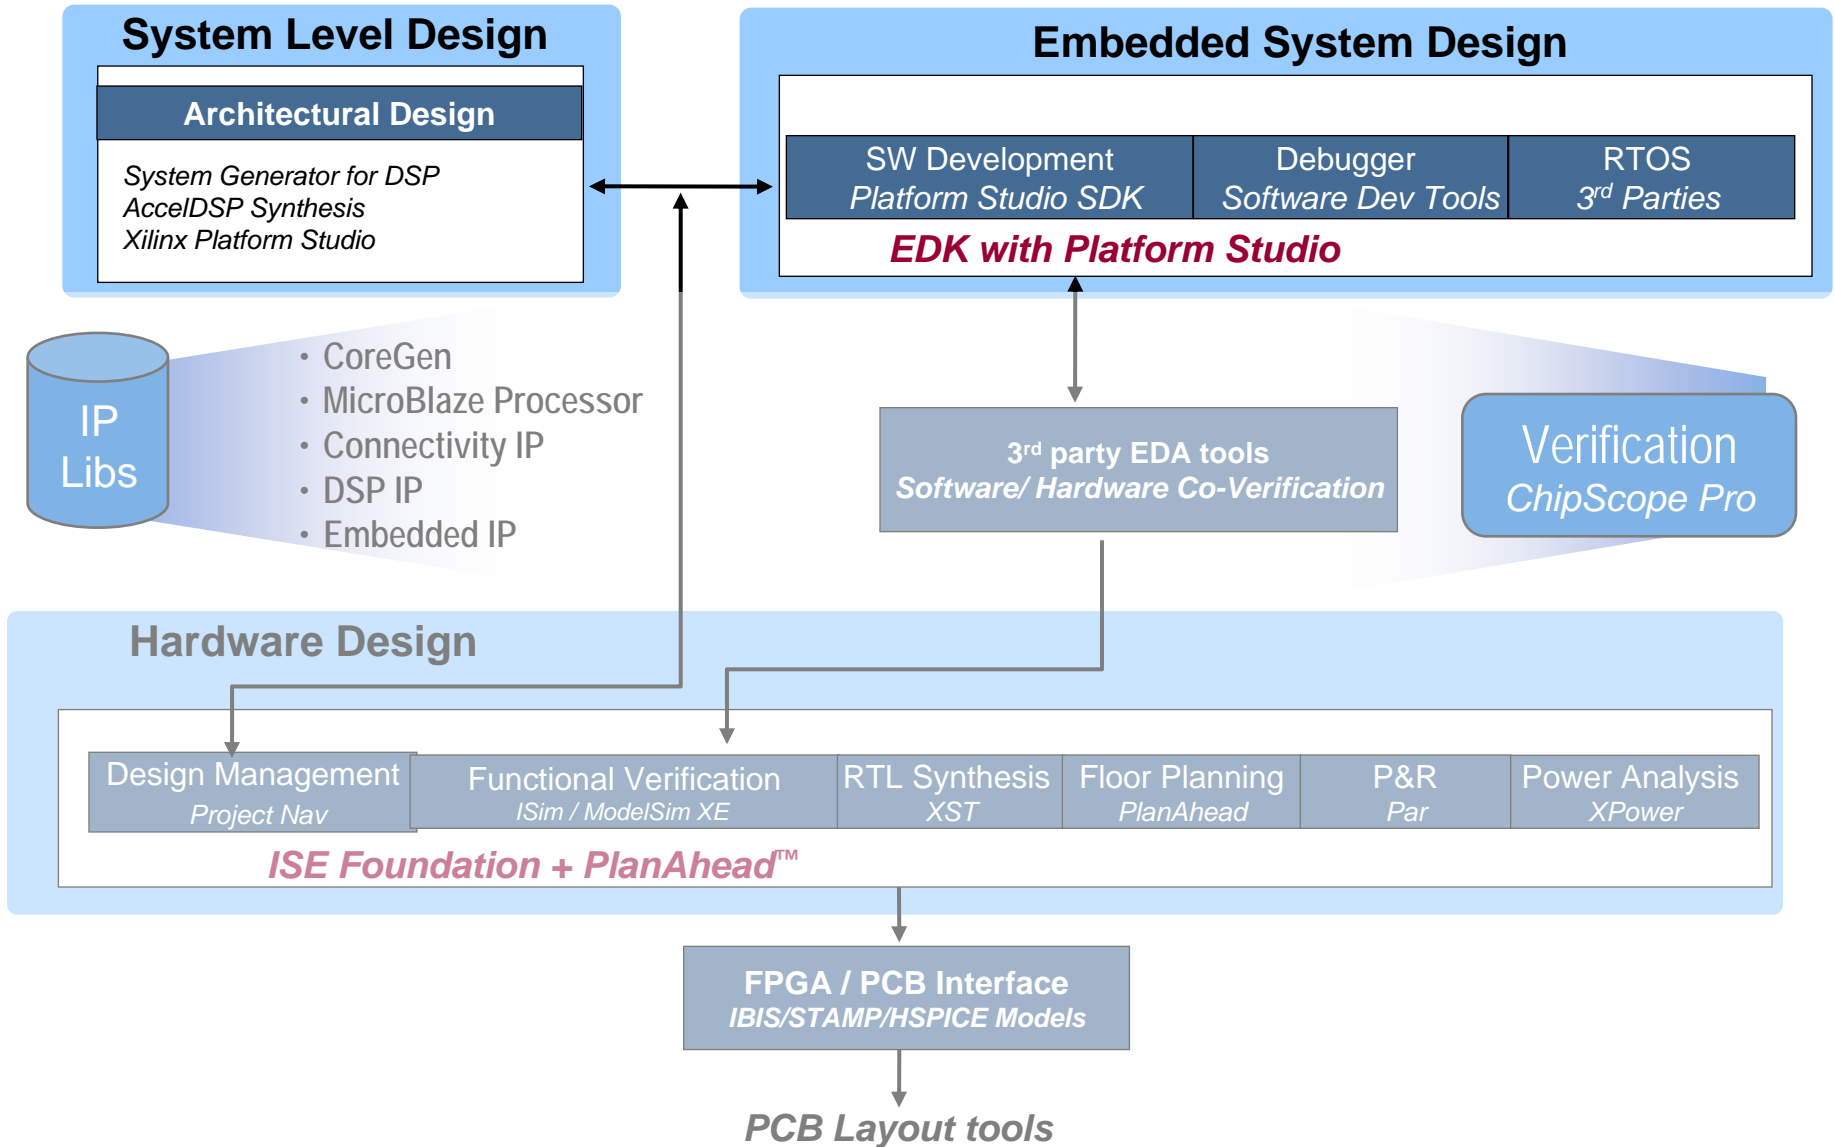 System Level Design
Architectural Design
System Generator for DSP
AccelDSP Synthesis
Xilinx Platform Studio
Embedded System Design
SW Development
Platform Studio SDK
Debugger
Software Dev Tools
RTOS
3rd Parties
EDK with Platform Studio
IP
Libs
• CoreGen
• MicroBlaze Processor
• Connectivity IP
• DSP IP
• Embedded IP
3rd party EDA tools
Software/ Hardware Co-Verification
Verification
ChipScope Pro
Hardware Design
Design Management
Project Nav
Functional Verification
ISim / ModelSim XE
RTL Synthesis
XST
Floor Planning
PlanAhead
P&R
Par
Power Analysis
XPower
ISE Foundation + PlanAhead™
FPGA / PCB Interface
IBIS/STAMP/HSPICE Models
PCB Layout tools